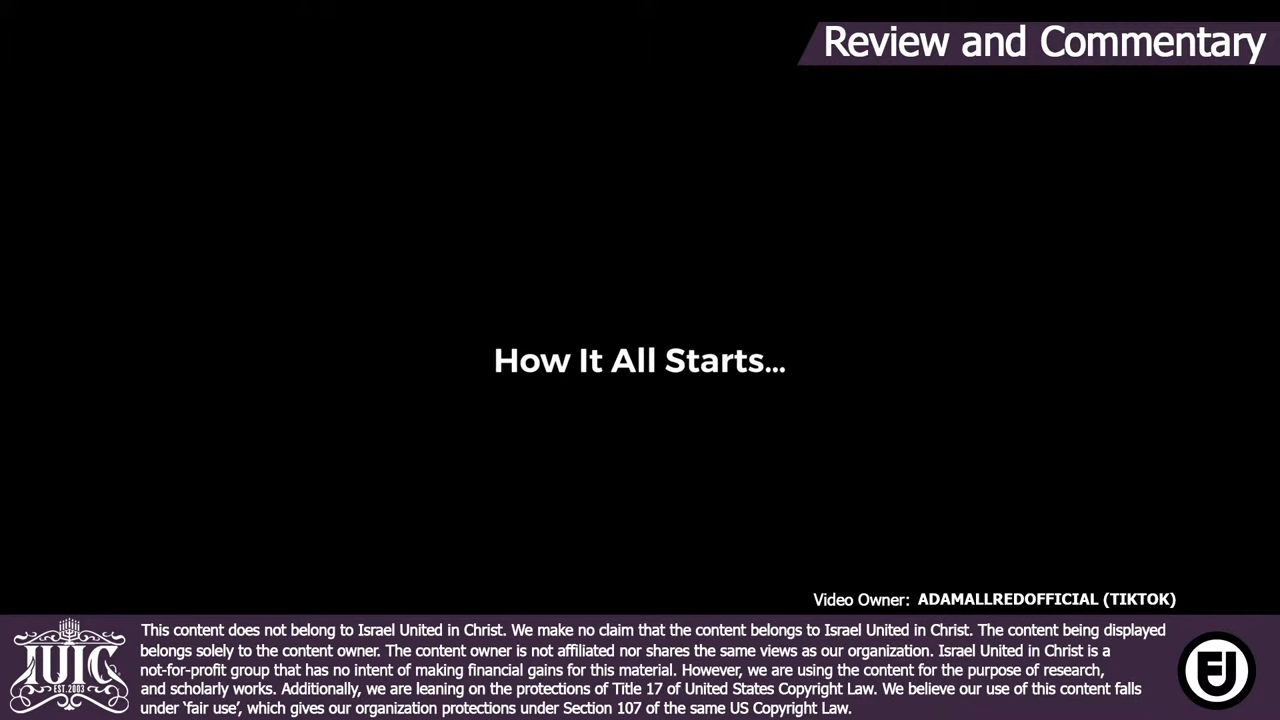 Review and Commentary
How It All Starts...
Video Owner: ADAMALLREDOFFICIAL (TIKTOK)
This content does not belong to Israel United in Christ. We make no claim that the content belongs to Israel United in Christ. The content being displayed
belongs solely to the content owner. The content owner is not affiliated nor shares the same views as our organization. Israel United in Christ is a
not-for-profit group that has no intent of making financial gains for this material. However, we are using the content for the purpose of research,
and scholarly works. Additionally, we are leaning on the protections of Title 17 of United States Copyright Law. We believe our use of this content falls
under ‘fair use’, which gives our organization protections under Section 107 of the same US Copyright Law.
IUIC
EST. 2003